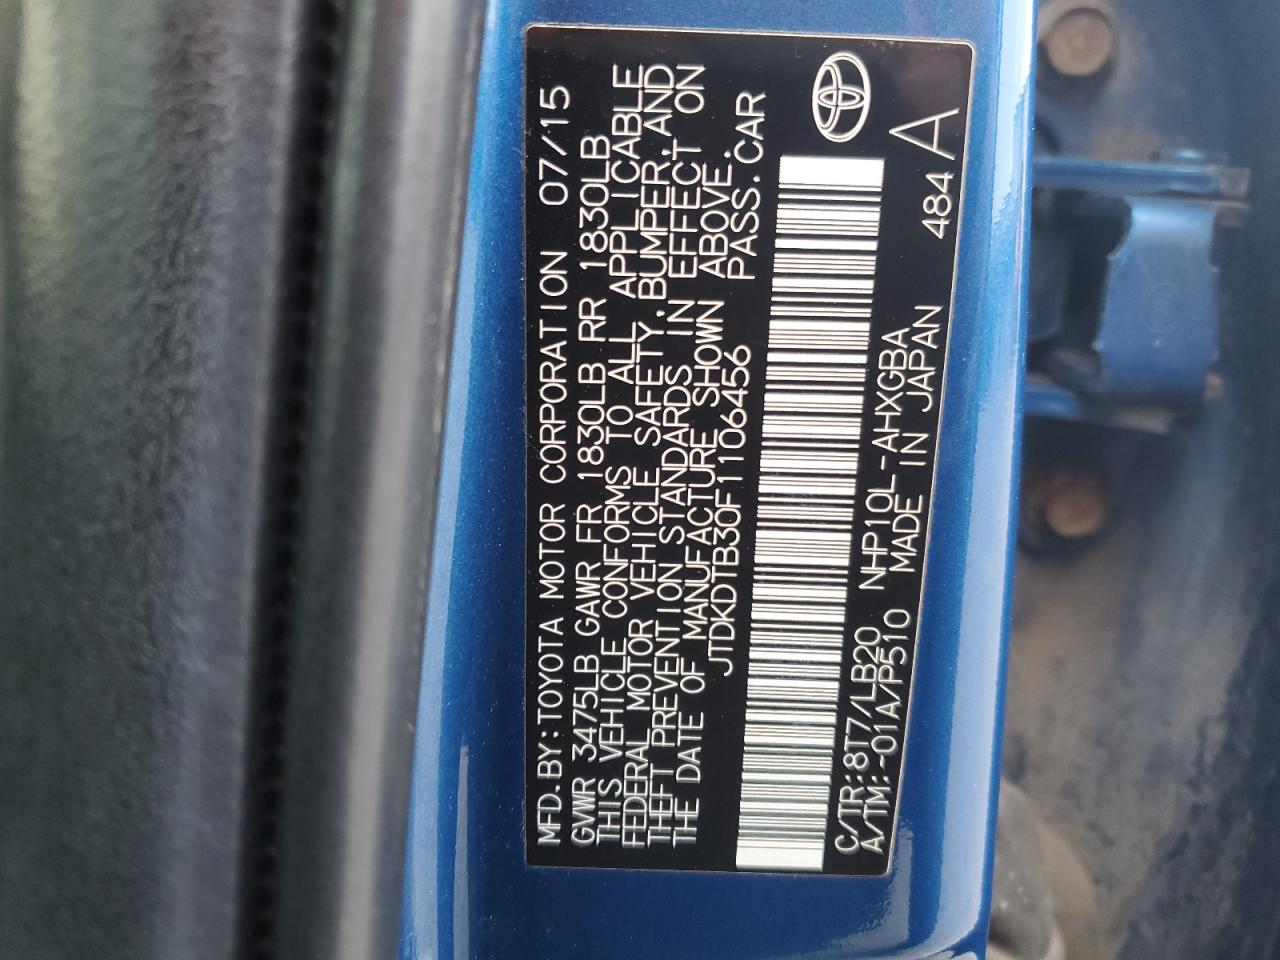 MFD.BY:TOYOTA MOTOR CORPORATION 07/15
GVWR 3475LB GAWR FR 1830LB RR 1830LB
THIS VEHICLE CONFORMS TO ALL APPLICABLE
FEDERAL MOTOR VEHICLE SAFETY,BUMPER,AND
THEFT PREVENTION STANDARDS IN EFFECT ON
THE DATE OF MANUFACTURE SHOWN ABOVE.
JTDKDTB30F1106456 PASS.CAR
C/TR:8T7/LB20 NHP10L-AHXGBA 484A
A/TM:-01A/P510 MADE IN JAPAN